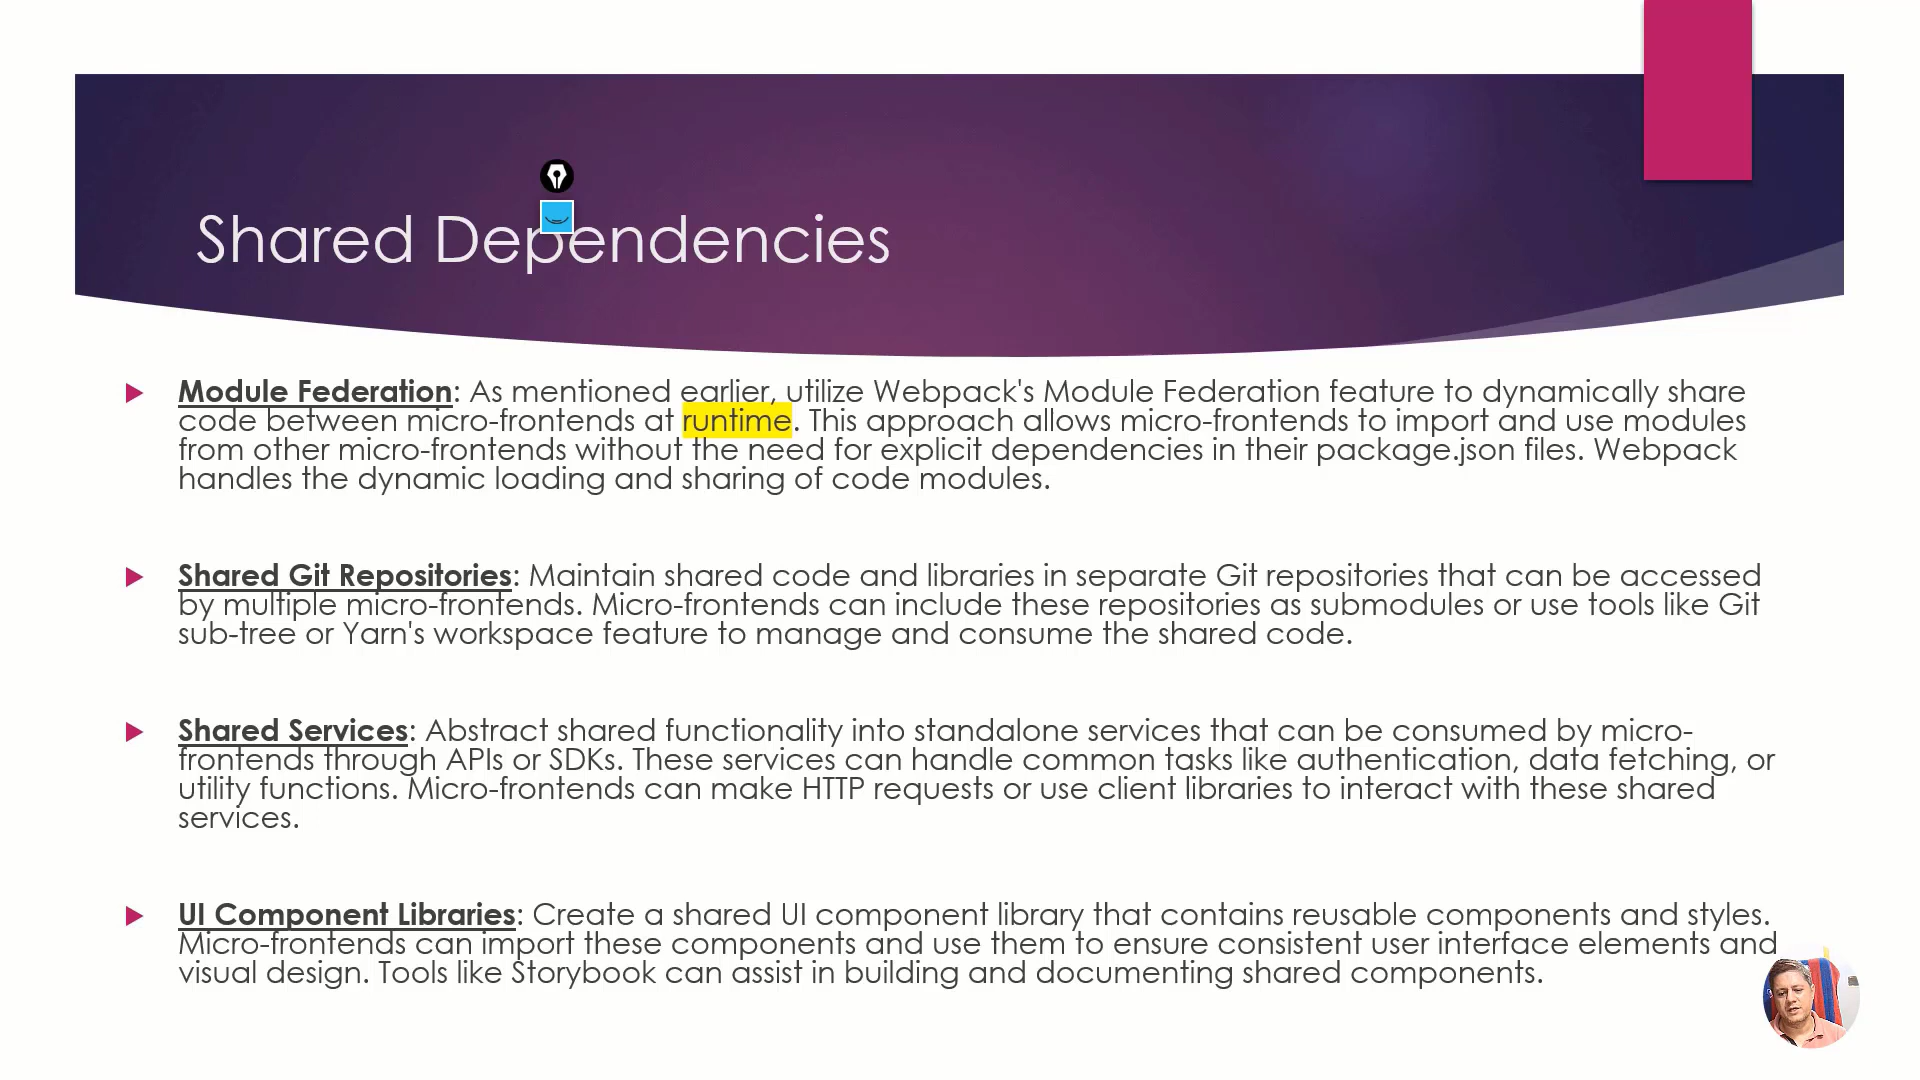 Shared Dependencies
Module Federation: As mentioned earlier, utilize Webpack's Module Federation feature to dynamically share
code between micro-frontends at runtime. This approach allows micro-frontends to import and use modules
from other micro-frontends without the need for explicit dependencies in their package.json files. Webpack
handles the dynamic loading and sharing of code modules.
Shared Git Repositories: Maintain shared code and libraries in separate Git repositories that can be accessed
by multiple micro-frontends. Micro-frontends can include these repositories as submodules or use tools like Git
sub-tree or Yarn's workspace feature to manage and consume the shared code.
Shared Services: Abstract shared functionality into standalone services that can be consumed by micro-
frontends through APIs or SDKs. These services can handle common tasks like authentication, data fetching, or
utility functions. Micro-frontends can make HTTP requests or use client libraries to interact with these shared
services.
UI Component Libraries: Create a shared UI component library that contains reusable components and styles.
Micro-frontends can import these components and use them to ensure consistent user interface elements and
visual design. Tools like Storybook can assist in building and documenting shared components.